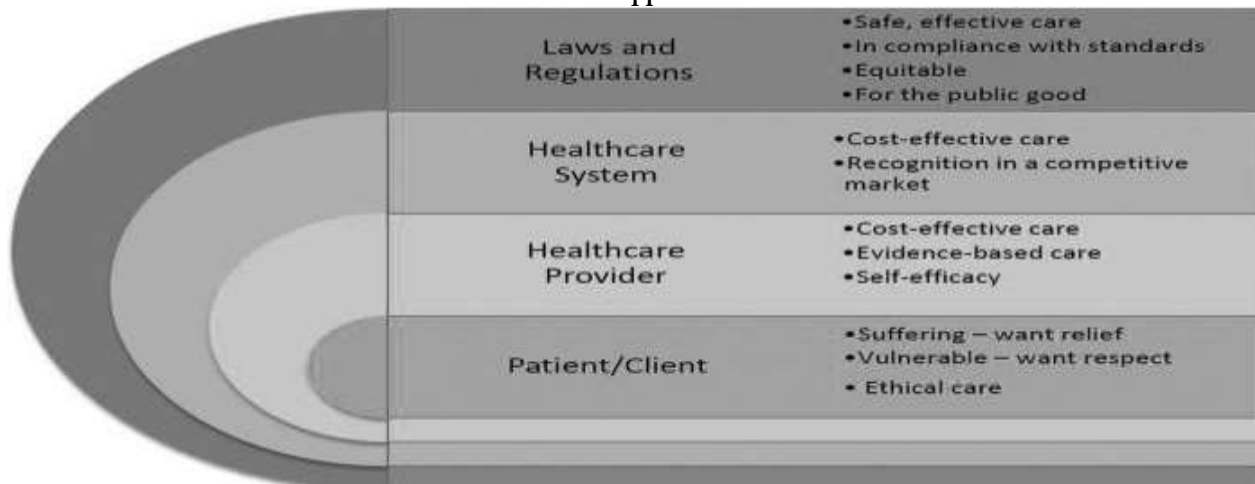 Laws and
Regulations
•Safe, effective care
•In compliance with standards
•Equitable
•For the public good
Healthcare
System
•Cost-effective care
•Recognition in a competitive
market
Healthcare
Provider
•Cost-effective care
•Evidence-based care
•Self-efficacy
Patient/Client
•Suffering – want relief
•Vulnerable – want respect
• Ethical care